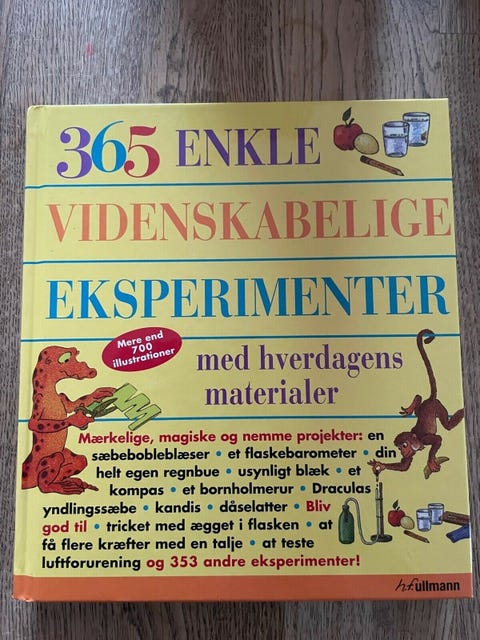 365 ENKLE
VIDENSKABELIGE
EKSPERIMENTER
Mere end
700
illustrationer
med hverdagens
materialer
Mærkelige, magiske og nemme projekter: en
sæbebobleblæser • et flaskebarometer • din
helt egen regnbue • usynligt blæk • et
kompas • et bornholmerur • Draculas
yndlingssæbe • kandis • dåselatter • Bliv
god til • tricket med ægget i flasken • at
få flere kræfter med en talje • at teste
luftforurening og 353 andre eksperimenter!
h.f.ullmann